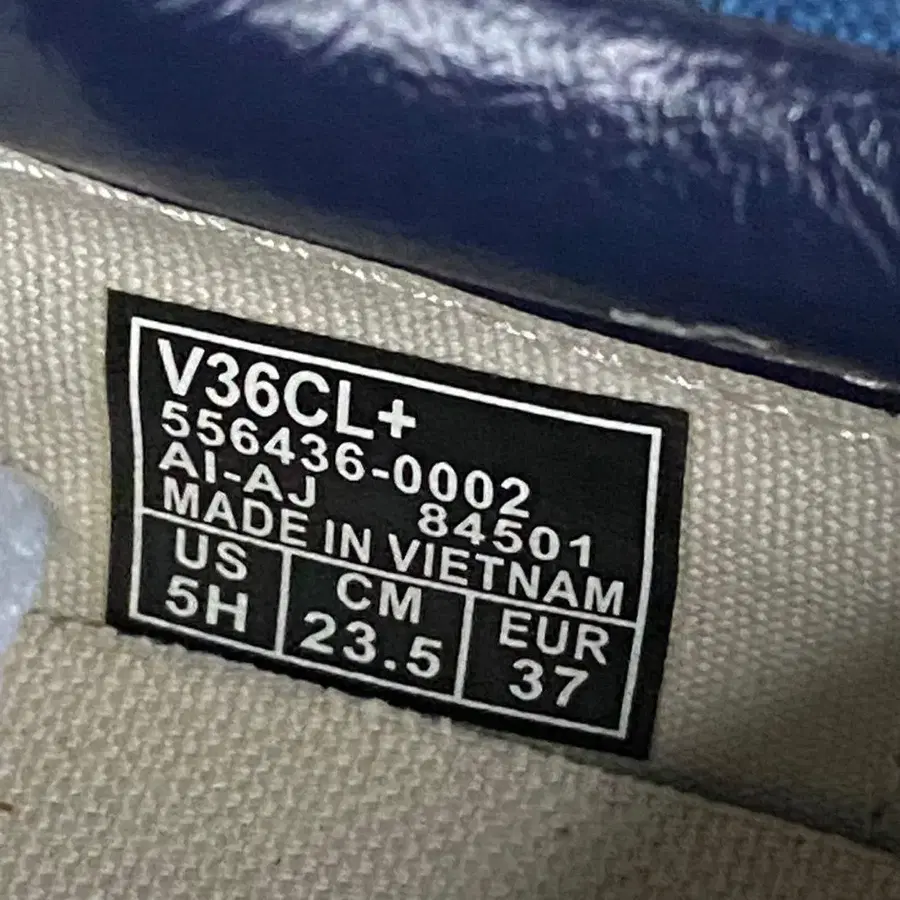 V36CL+
556436-0002
AI-AJ 84501
MADE IN VIETNAM
US CM EUR
5H 23.5 37